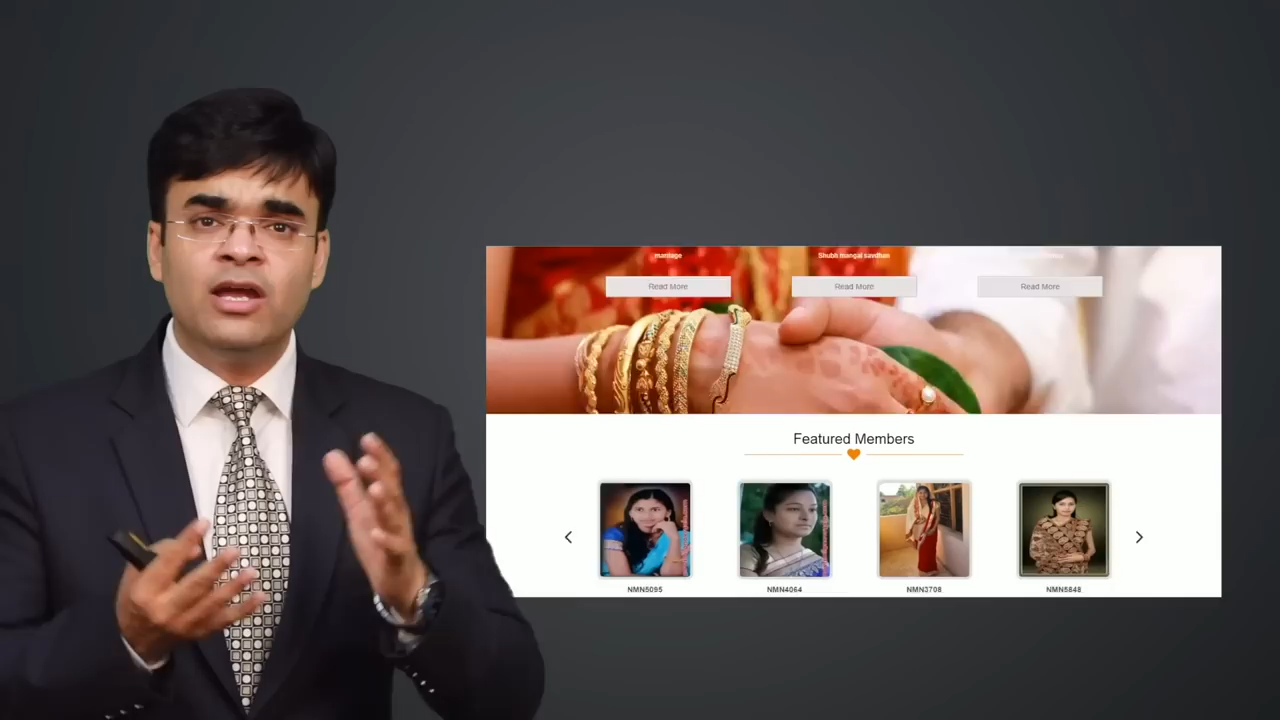 marriage
Shubh mangal savdhan
Read More
Read More
Read More
Featured Members
NMN5095
NMN4064
NMN3708
NMN5848